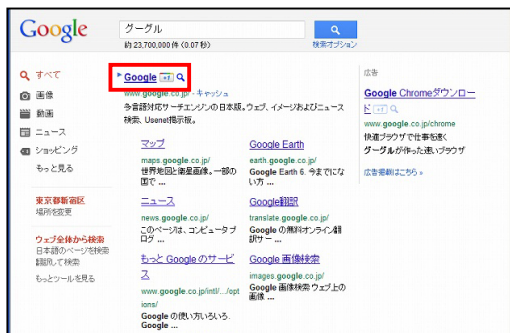 Google
グーグル
約 23,700,000 件 (0.07 秒)
検索オプション
すべて
画像
動画
ニュース
ショッピング
もっと見る
東京都新宿区
場所を変更
ウェブ全体から検索
日本語のページを検索
翻訳して検索
もっとツールを見る
Google +1
www.google.co.jp/ - キャッシュ
多言語対応サーチエンジンの日本版。ウェブ、イメージおよびニュース
検索、Usenet掲示板。
マップ
maps.google.co.jp/
世界地図と衛星画像。一部の
国で ...
ニュース
news.google.co.jp/
このページは、コンピュータプ
ログ ...
もっと Google のサービ
ス
www.google.co.jp/intl/.../opt
ions/
Google の使い方いろいろ.
Google ...
Google Earth
earth.google.co.jp/
Google Earth 6. 今までにな
い方 ...
Google翻訳
translate.google.co.jp/
Google の無料オンライン翻
訳サー ...
Google 画像検索
images.google.co.jp/
Google 画像検索 ウェブ上の
画像 ...
広告
Google Chromeダウンロー
ド +1
www.google.co.jp/chrome
快適ブラウザで仕事を速く
グーグルが作った速いブラウザ
広告掲載はこちら »